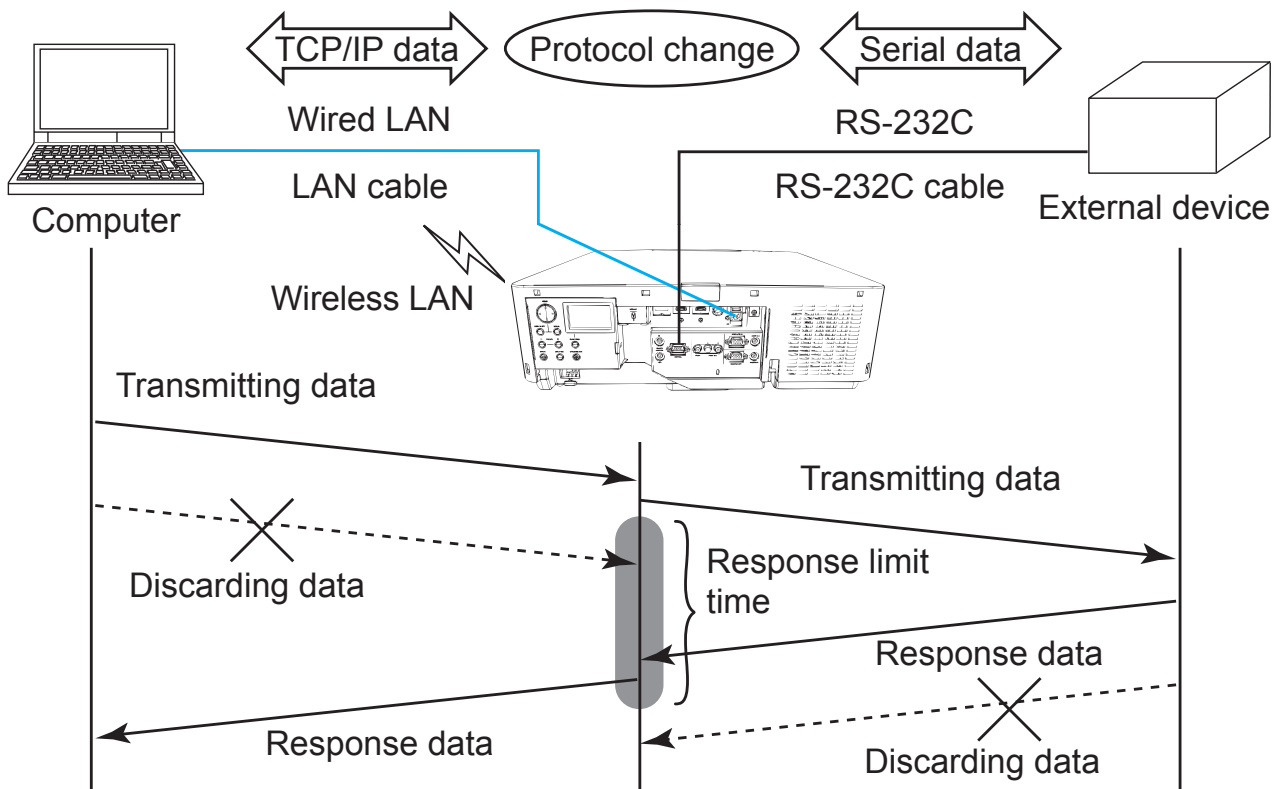 TCP/IP data
Protocol change
Serial data
Wired LAN
RS-232C
LAN cable
RS-232C cable
Computer
External device
Wireless LAN
Transmitting data
Transmitting data
Discarding data
Response limit
time
Response data
Response data
Discarding data